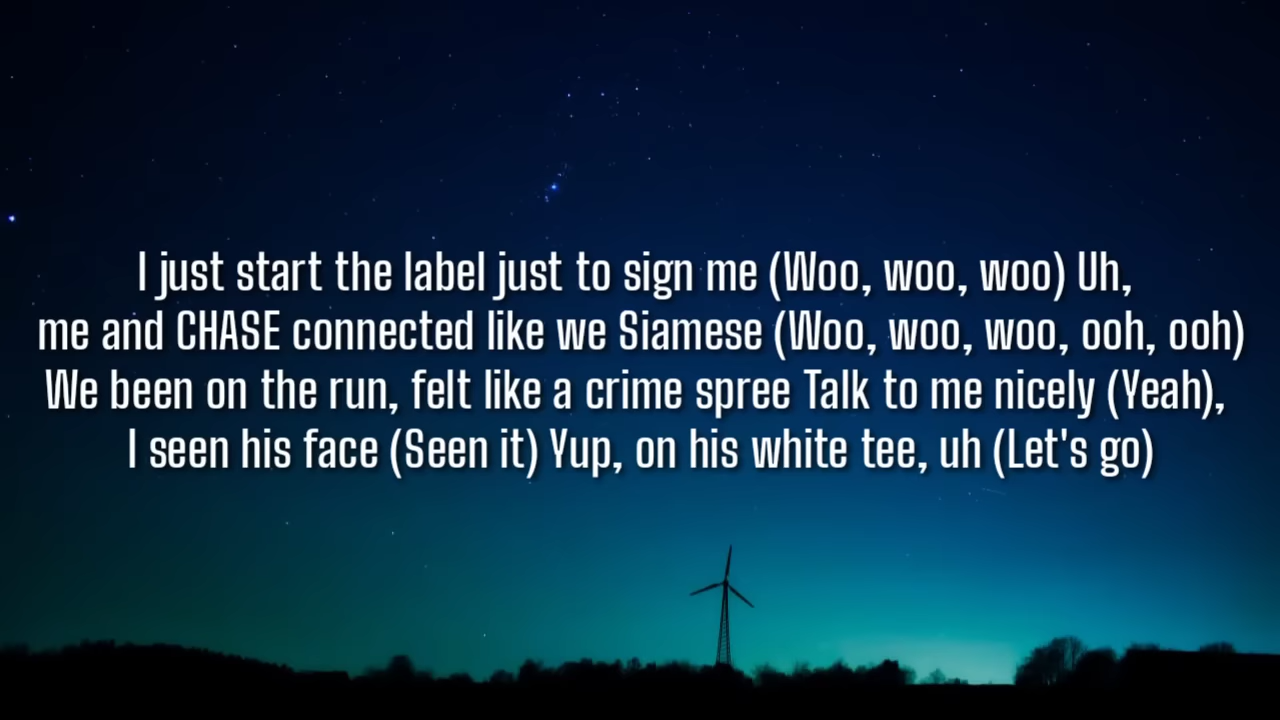 I just start the label just to sign me (Woo, woo, woo) Uh,
me and CHASE connected like we Siamese (Woo, woo, woo, ooh, ooh)
We been on the run, felt like a crime spree Talk to me nicely (Yeah),
I seen his face (Seen it) Yup, on his white tee, uh (Let's go)